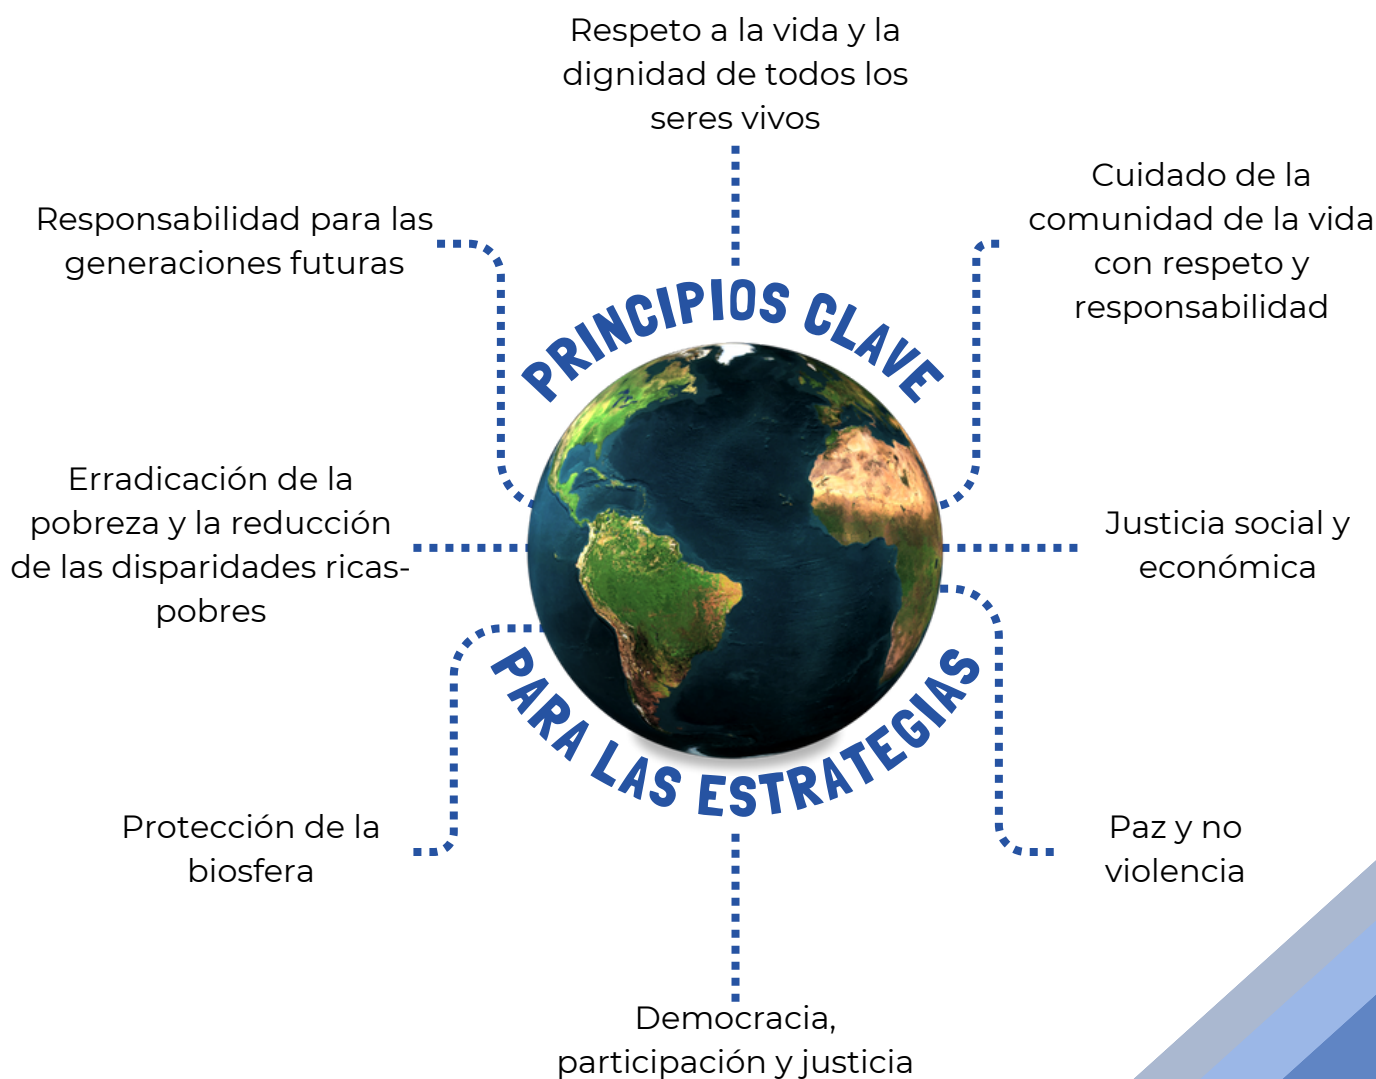 Respeto a la vida y la
dignidad de todos los
seres vivos
Cuidado de la
comunidad de la vida
con respeto y
responsabilidad
Responsabilidad para las
generaciones futuras
PRINCIPIOS CLAVE
Erradicación de la
pobreza y la reducción
de las disparidades ricas-
pobres
Justicia social y
económica
PARA LAS ESTRATEGIAS
Protección de la
biosfera
Paz y no
violencia
Democracia,
participación y justicia